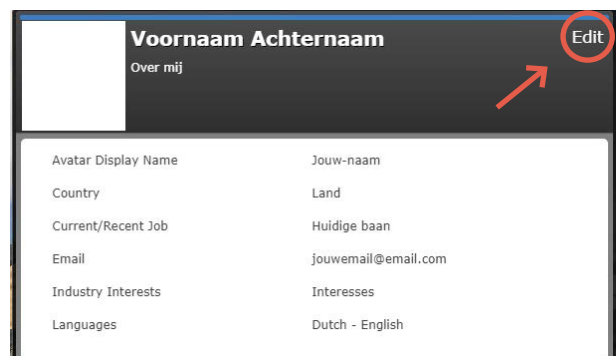 Voornaam Achternaam Edit
Over mij
Avatar Display Name Jouw-naam
Country Land
Current/Recent Job Huidige baan
Email jouwemail@email.com
Industry Interests Interesses
Languages Dutch - English